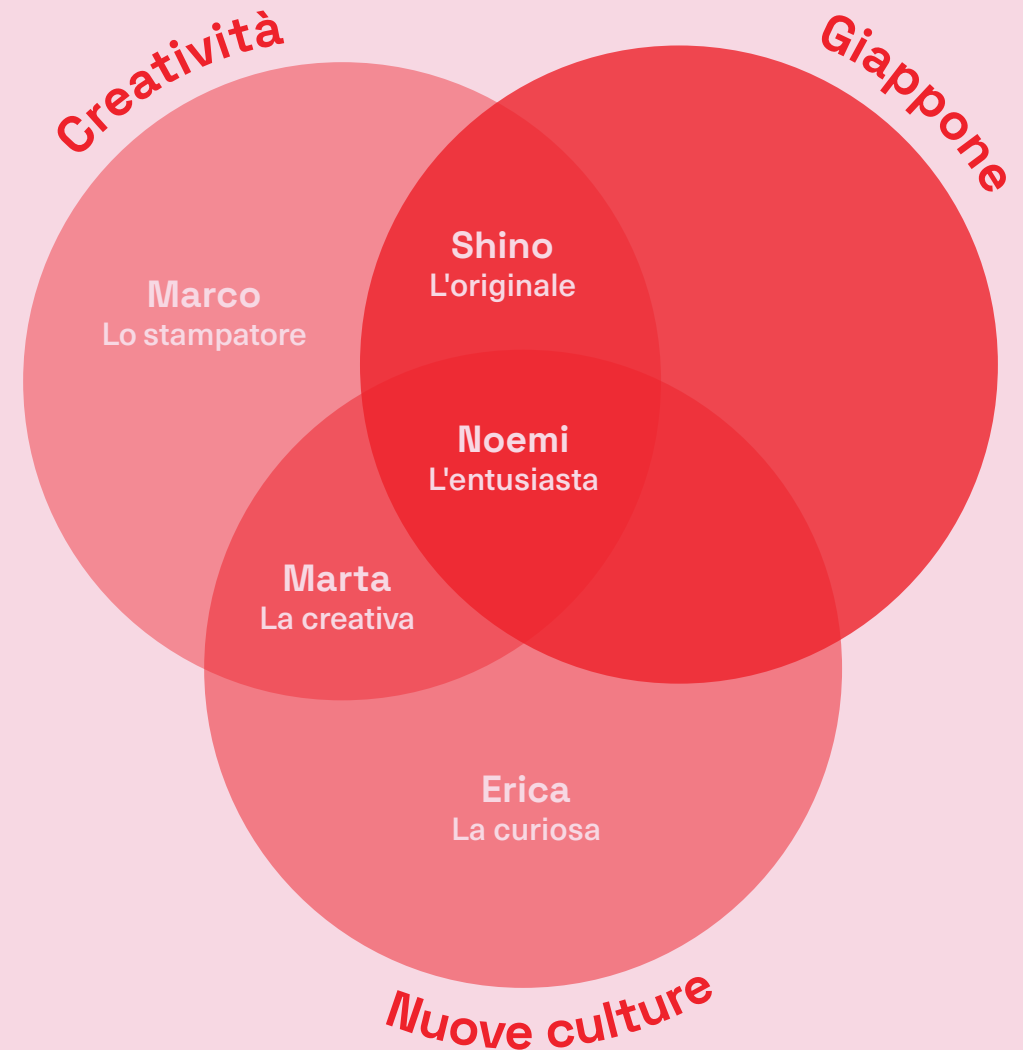 Creatività
Giappone
Shino
L'originale
Marco
Lo stampatore
Noemi
L'entusiasta
Marta
La creativa
Erica
La curiosa
Nuove culture